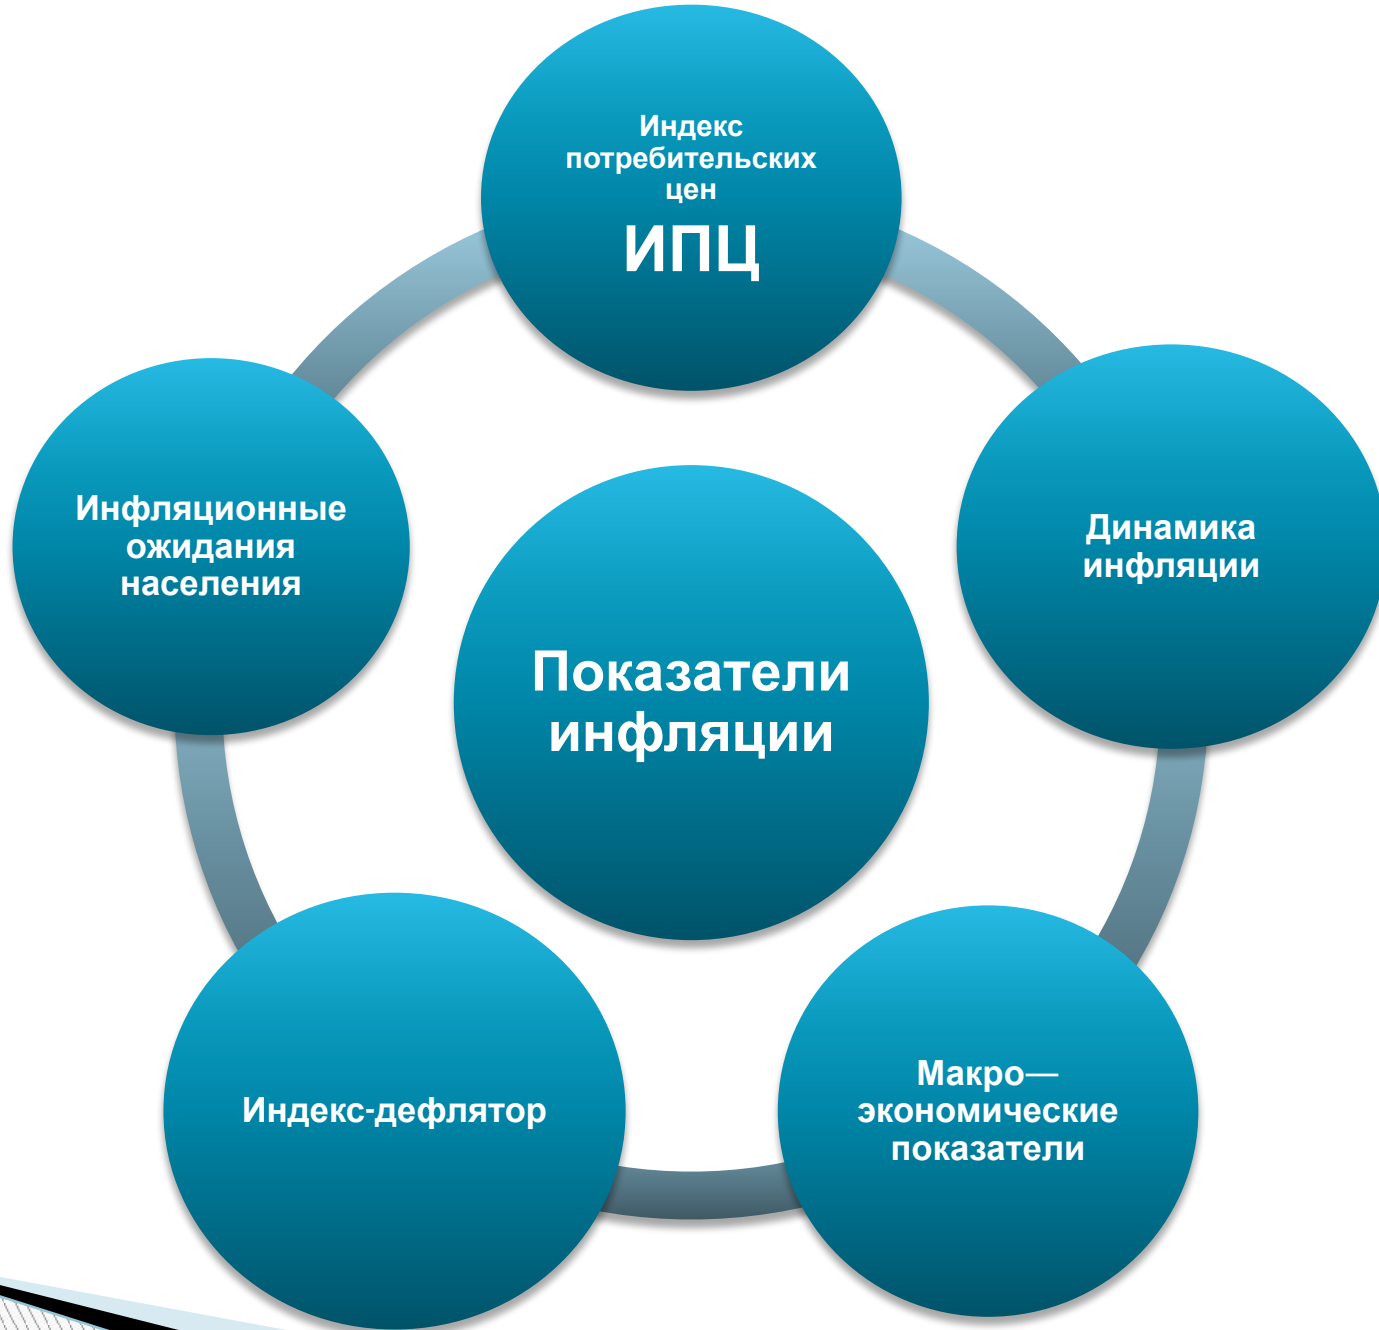 Индекс
потребительских
цен
ИПЦ
Инфляционные
ожидания
населения
Динамика
инфляции
Показатели
инфляции
Индекс-дефлятор
Макро—
экономические
показатели